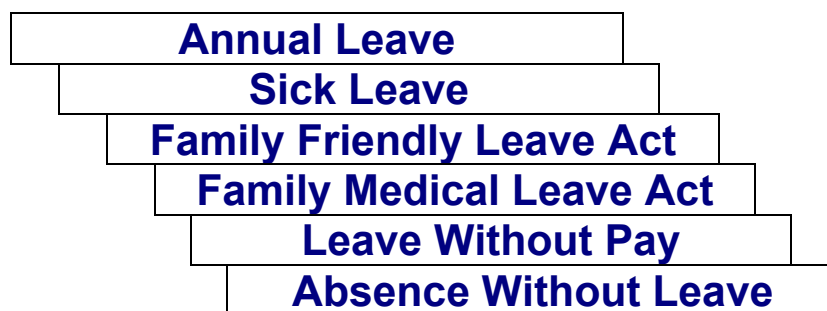 Annual Leave
Sick Leave
Family Friendly Leave Act
Family Medical Leave Act
Leave Without Pay
Absence Without Leave